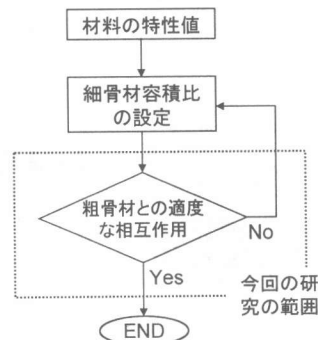 材料の特性値
細骨材容積比
の設定
粗骨材との適度
な相互作用
No
Yes
今回の研
究の範囲
END